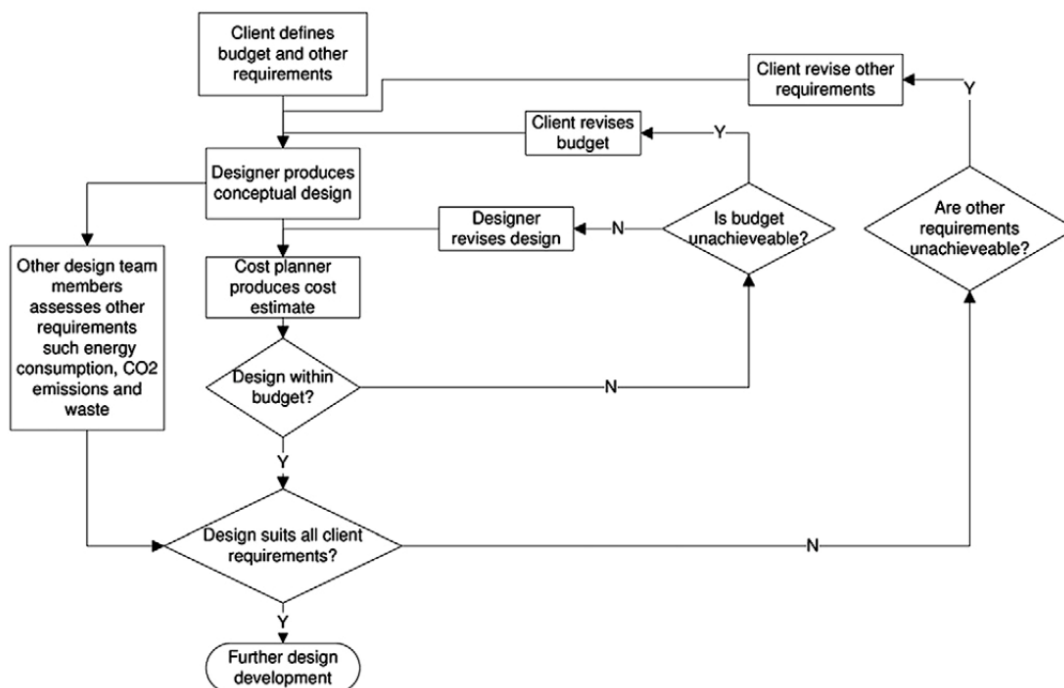 Client defines
budget and other
requirements
Client revise other
requirements
Y
Client revises
budget
Y
Designer produces
conceptual design
Designer
revises design
N
Is budget
unachieveable?
Are other
requirements
unachieveable?
Other design team
members
assesses other
requirements
such energy
consumption, CO2
emissions and
waste
Cost planner
produces cost
estimate
Design within
budget?
N
Y
Design suits all client
requirements?
N
Y
Further design
development